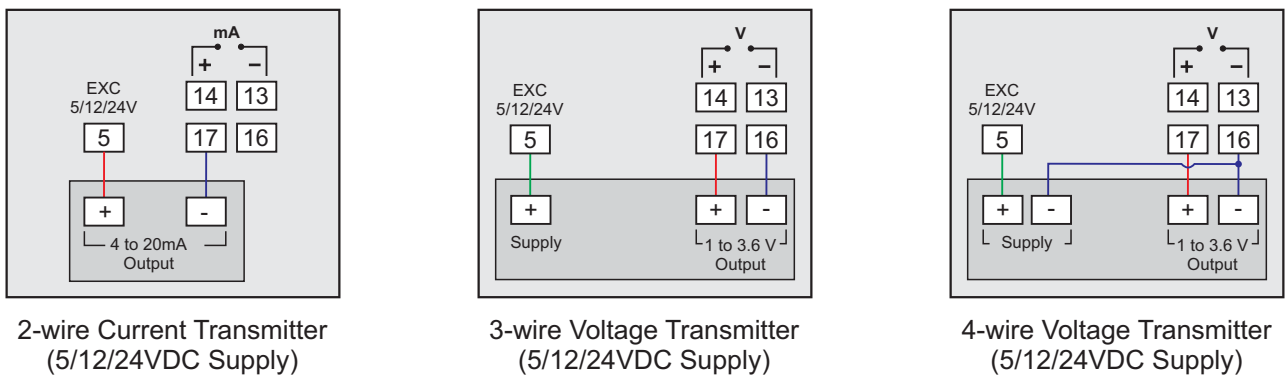 mA
+ −
EXC
5/12/24V
14 13
5 17 16
+ -
4 to 20mA
Output
2-wire Current Transmitter
(5/12/24VDC Supply)
V
+ −
EXC
5/12/24V
14 13
5 17 16
+ + -
Supply 1 to 3.6 V
Output
3-wire Voltage Transmitter
(5/12/24VDC Supply)
V
+ −
EXC
5/12/24V
14 13
5 17 16
+ - + -
Supply 1 to 3.6 V
Output
4-wire Voltage Transmitter
(5/12/24VDC Supply)